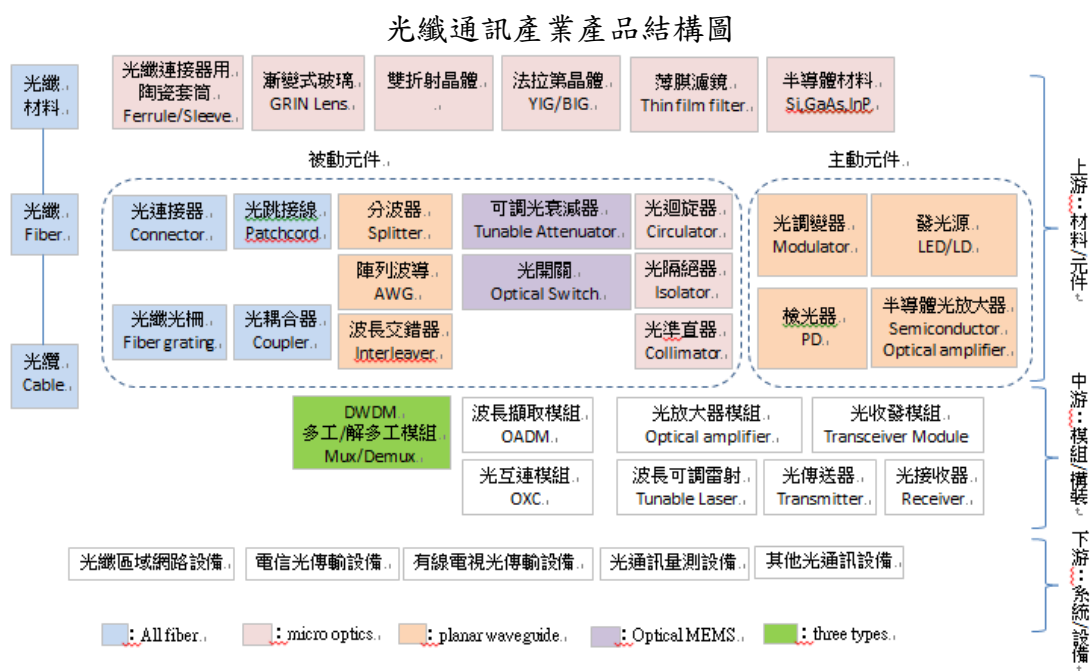 光纖通訊產業產品結構圖
光纖
材料
光纖連接器用
陶瓷套筒
Ferrule/Sleeve
漸變式玻璃
GRIN Lens
雙折射晶體
法拉第晶體
YIG/BIG
薄膜濾鏡
Thin film filter
半導體材料
Si,GaAs,InP
被動元件
主動元件
光纖
Fiber
光連接器
Connector
光跳接線
Patchcord
分波器
Splitter
可調光衰減器
Tunable Attenuator
光迴旋器
Circulator
光調變器
Modulator
發光源
LED/LD
陣列波導
AWG
光開關
Optical Switch
光隔絕器
Isolator
光纖光柵
Fiber grating
光耦合器
Coupler
波長交錯器
Interleaver
光準直器
Collimator
檢光器
PD
半導體光放大器
Semiconductor
Optical amplifier
光纜
Cable
上游：材料/元件
DWDM
多工/解多工模組
Mux/Demux
波長擷取模組
OADM
光放大器模組
Optical amplifier
光收發模組
Transceiver Module
光互連模組
OXC
波長可調雷射
Tunable Laser
光傳送器
Transmitter
光接收器
Receiver
中游：模組/構裝
光纖區域網路設備
電信光傳輸設備
有線電視光傳輸設備
光通訊量測設備
其他光通訊設備
下游：系統/設備
：All fiber
：micro optics
：planar waveguide
：Optical MEMS
：three types